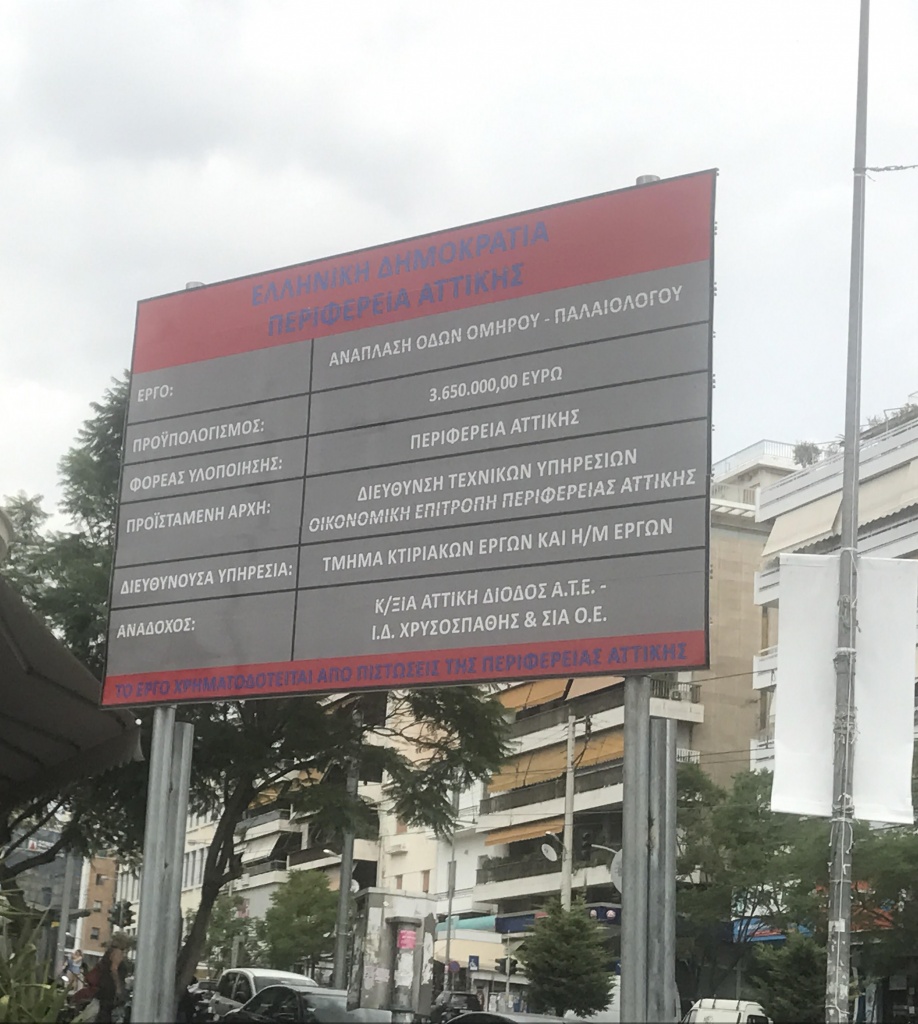 ΕΛΛΗΝΙΚΗ ΔΗΜΟΚΡΑΤΙΑ
ΠΕΡΙΦΕΡΕΙΑ ΑΤΤΙΚΗΣ
ΕΡΓΟ: ΑΝΑΠΛΑΣΗ ΟΔΩΝ ΟΜΗΡΟΥ - ΠΑΛΑΙΟΛΟΓΟΥ
ΠΡΟΫΠΟΛΟΓΙΣΜΟΣ: 3.650.000,00 ΕΥΡΩ
ΦΟΡΕΑΣ ΥΛΟΠΟΙΗΣΗΣ: ΠΕΡΙΦΕΡΕΙΑ ΑΤΤΙΚΗΣ
ΠΡΟΪΣΤΑΜΕΝΗ ΑΡΧΗ: ΔΙΕΥΘΥΝΣΗ ΤΕΧΝΙΚΩΝ ΥΠΗΡΕΣΙΩΝ
ΟΙΚΟΝΟΜΙΚΗ ΕΠΙΤΡΟΠΗ ΠΕΡΙΦΕΡΕΙΑΣ ΑΤΤΙΚΗΣ
ΔΙΕΥΘΥΝΟΥΣΑ ΥΠΗΡΕΣΙΑ: ΤΜΗΜΑ ΚΤΙΡΙΑΚΩΝ ΕΡΓΩΝ ΚΑΙ Η/Μ ΕΡΓΩΝ
ΑΝΑΔΟΧΟΣ: Κ/ΞΙΑ ΑΤΤΙΚΗ ΔΙΟΔΟΣ Α.Τ.Ε. -
Ι.Δ. ΧΡΥΣΟΣΠΑΘΗΣ & ΣΙΑ Ο.Ε.
ΤΟ ΕΡΓΟ ΧΡΗΜΑΤΟΔΟΤΕΙΤΑΙ ΑΠΟ ΠΙΣΤΩΣΕΙΣ ΤΗΣ ΠΕΡΙΦΕΡΕΙΑΣ ΑΤΤΙΚΗΣ